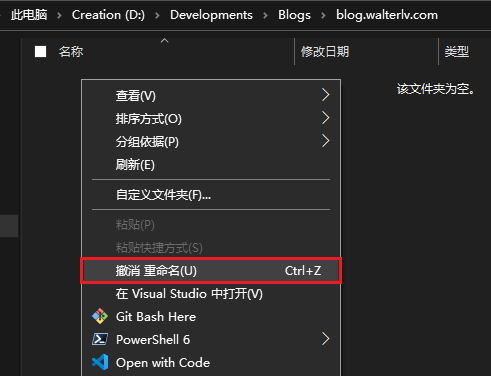 此电脑 > Creation (D:) > Developments > Blogs > blog.walterlv.com
名称 修改日期 类型
该文件夹为空。
查看(V)
排序方式(O)
分组依据(P)
刷新(E)
自定义文件夹(F)...
粘贴(P)
粘贴快捷方式(S)
撤消 重命名(U) Ctrl+Z
在 Visual Studio 中打开(V)
Git Bash Here
PowerShell 6
Open with Code